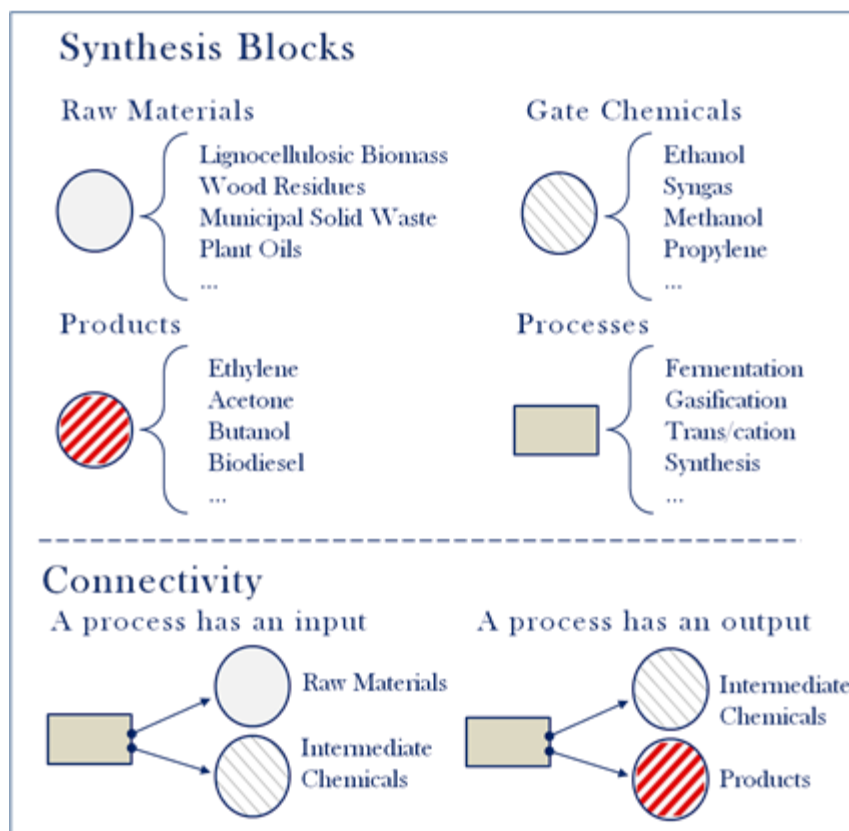 Synthesis Blocks
Raw Materials
Lignocellulosic Biomass
Wood Residues
Municipal Solid Waste
Plant Oils
...
Gate Chemicals
Ethanol
Syngas
Methanol
Propylene
...
Products
Ethylene
Acetone
Butanol
Biodiesel
...
Processes
Fermentation
Gasification
Trans/cation
Synthesis
...
Connectivity
A process has an input
Raw Materials
Intermediate
Chemicals
A process has an output
Intermediate
Chemicals
Products